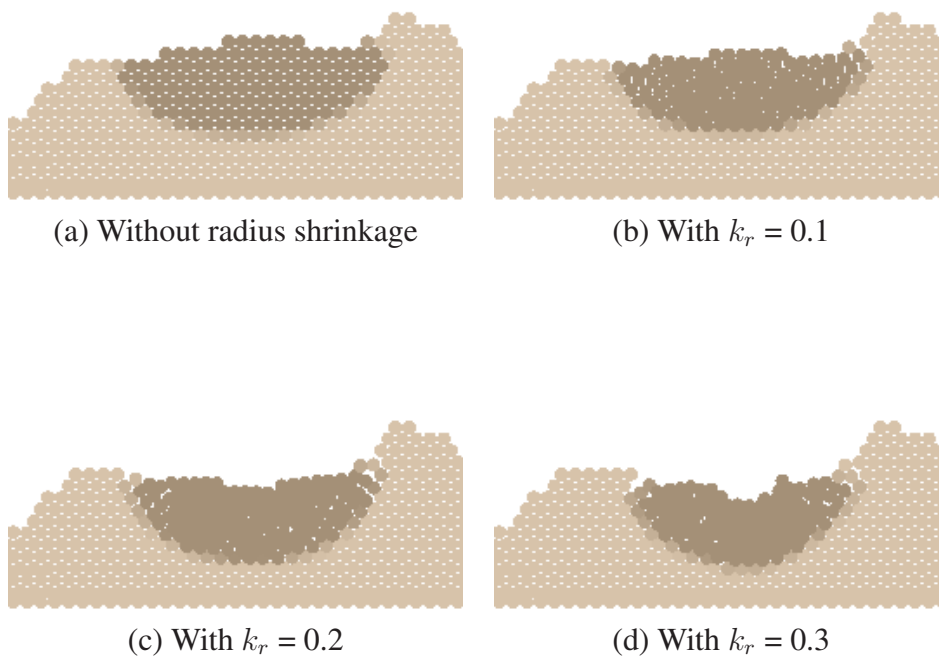 (a) Without radius shrinkage
(b) With k_r = 0.1
(c) With k_r = 0.2
(d) With k_r = 0.3